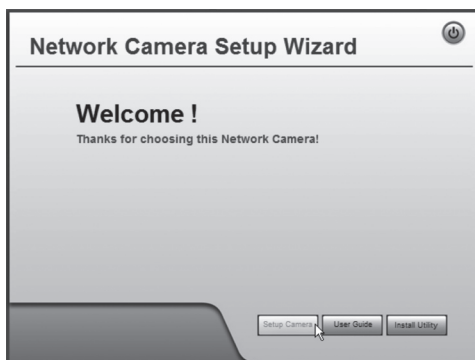 Network Camera Setup Wizard
Welcome !
Thanks for choosing this Network Camera!
Setup Camera
User Guide
Install Utility